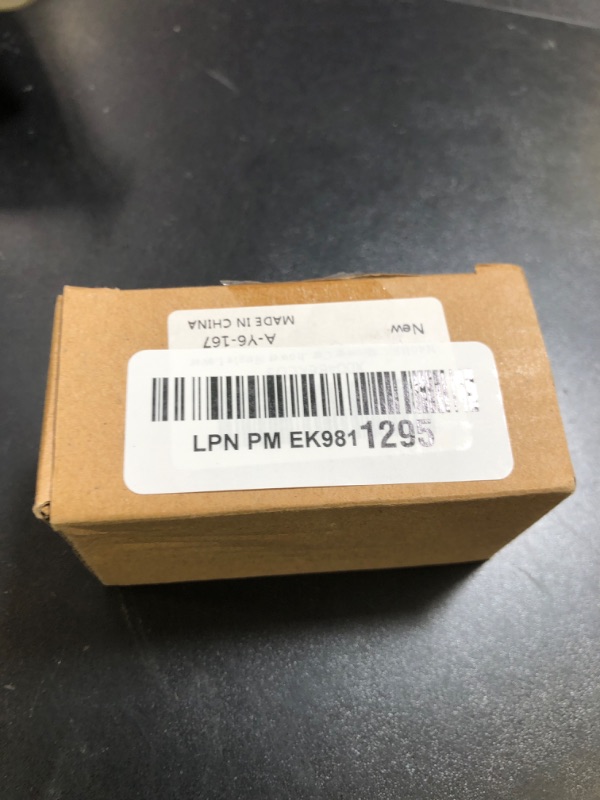 LPN PM EK9811295
New
MADE IN CHINA
A-Y6-167